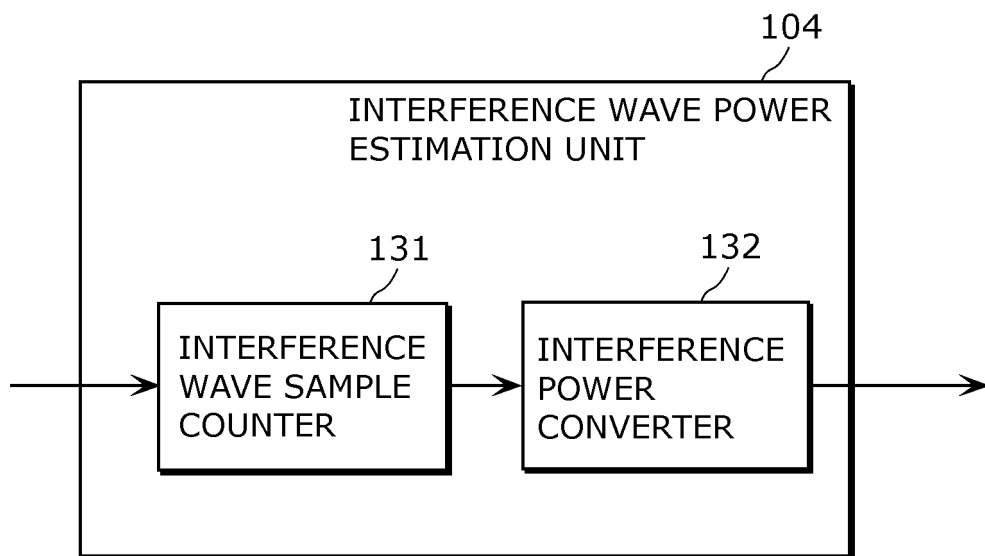 104
INTERFERENCE WAVE POWER
ESTIMATION UNIT
131
132
INTERFERENCE
WAVE SAMPLE
COUNTER
INTERFERENCE
POWER
CONVERTER